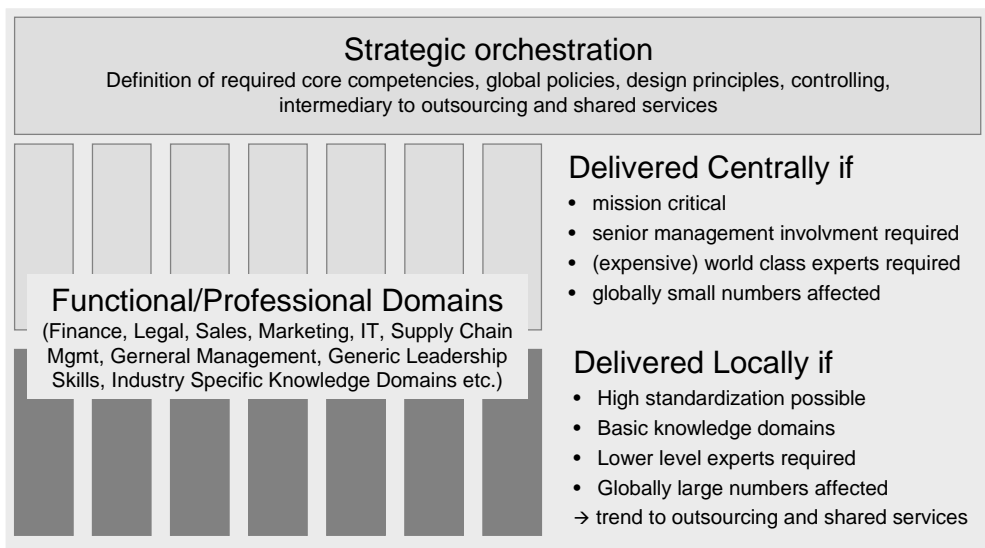 Strategic orchestration
Definition of required core competencies, global policies, design principles, controlling,
intermediary to outsourcing and shared services
Delivered Centrally if
• mission critical
• senior management involvment required
• (expensive) world class experts required
• globally small numbers affected
Functional/Professional Domains
(Finance, Legal, Sales, Marketing, IT, Supply Chain
Mgmt, Gerneral Management, Generic Leadership
Skills, Industry Specific Knowledge Domains etc.)
Delivered Locally if
• High standardization possible
• Basic knowledge domains
• Lower level experts required
• Globally large numbers affected
→ trend to outsourcing and shared services